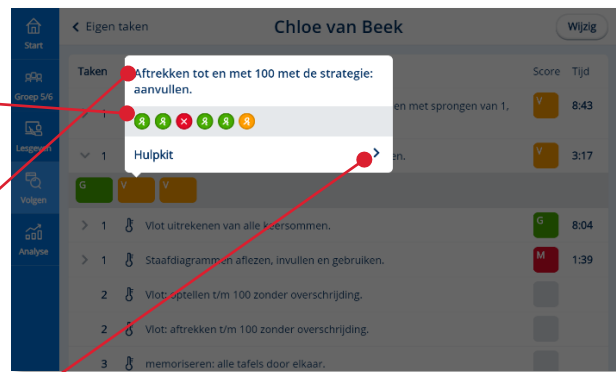 Start
Groep 5/6
Lesgeven
Volgen
Analyse
Eigen taken
Chloe van Beek
Wijzig
Taken
Score Tijd
Aftrekken tot en met 100 met de strategie:
aanvullen.
1 en met sprongen van 1, V 8:43
Hulpkit
1 en. V 3:17
G V V
1 Vlot uitrekenen van alle keersommen. G 8:04
1 Staafdiagrammen aflezen, invullen en gebruiken. M 1:39
2 Vlot: optellen t/m 100 zonder overschrijding.
2 Vlot: aftrekken t/m 100 zonder overschrijding.
3 memoriseren: alle tafels door elkaar.